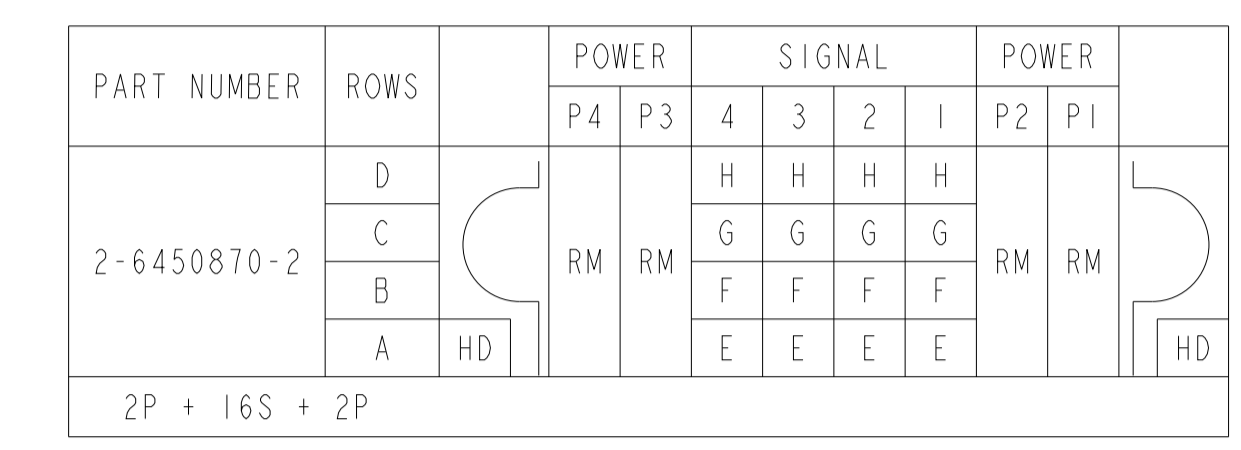 PART NUMBER ROWS POWER SIGNAL POWER
P4 P3 4 3 2 1 P2 P1
D H H H H
C G G G G
2-6450870-2 RM RM RM RM
B F F F F
A HD E E E E HD
2P + 16S + 2P